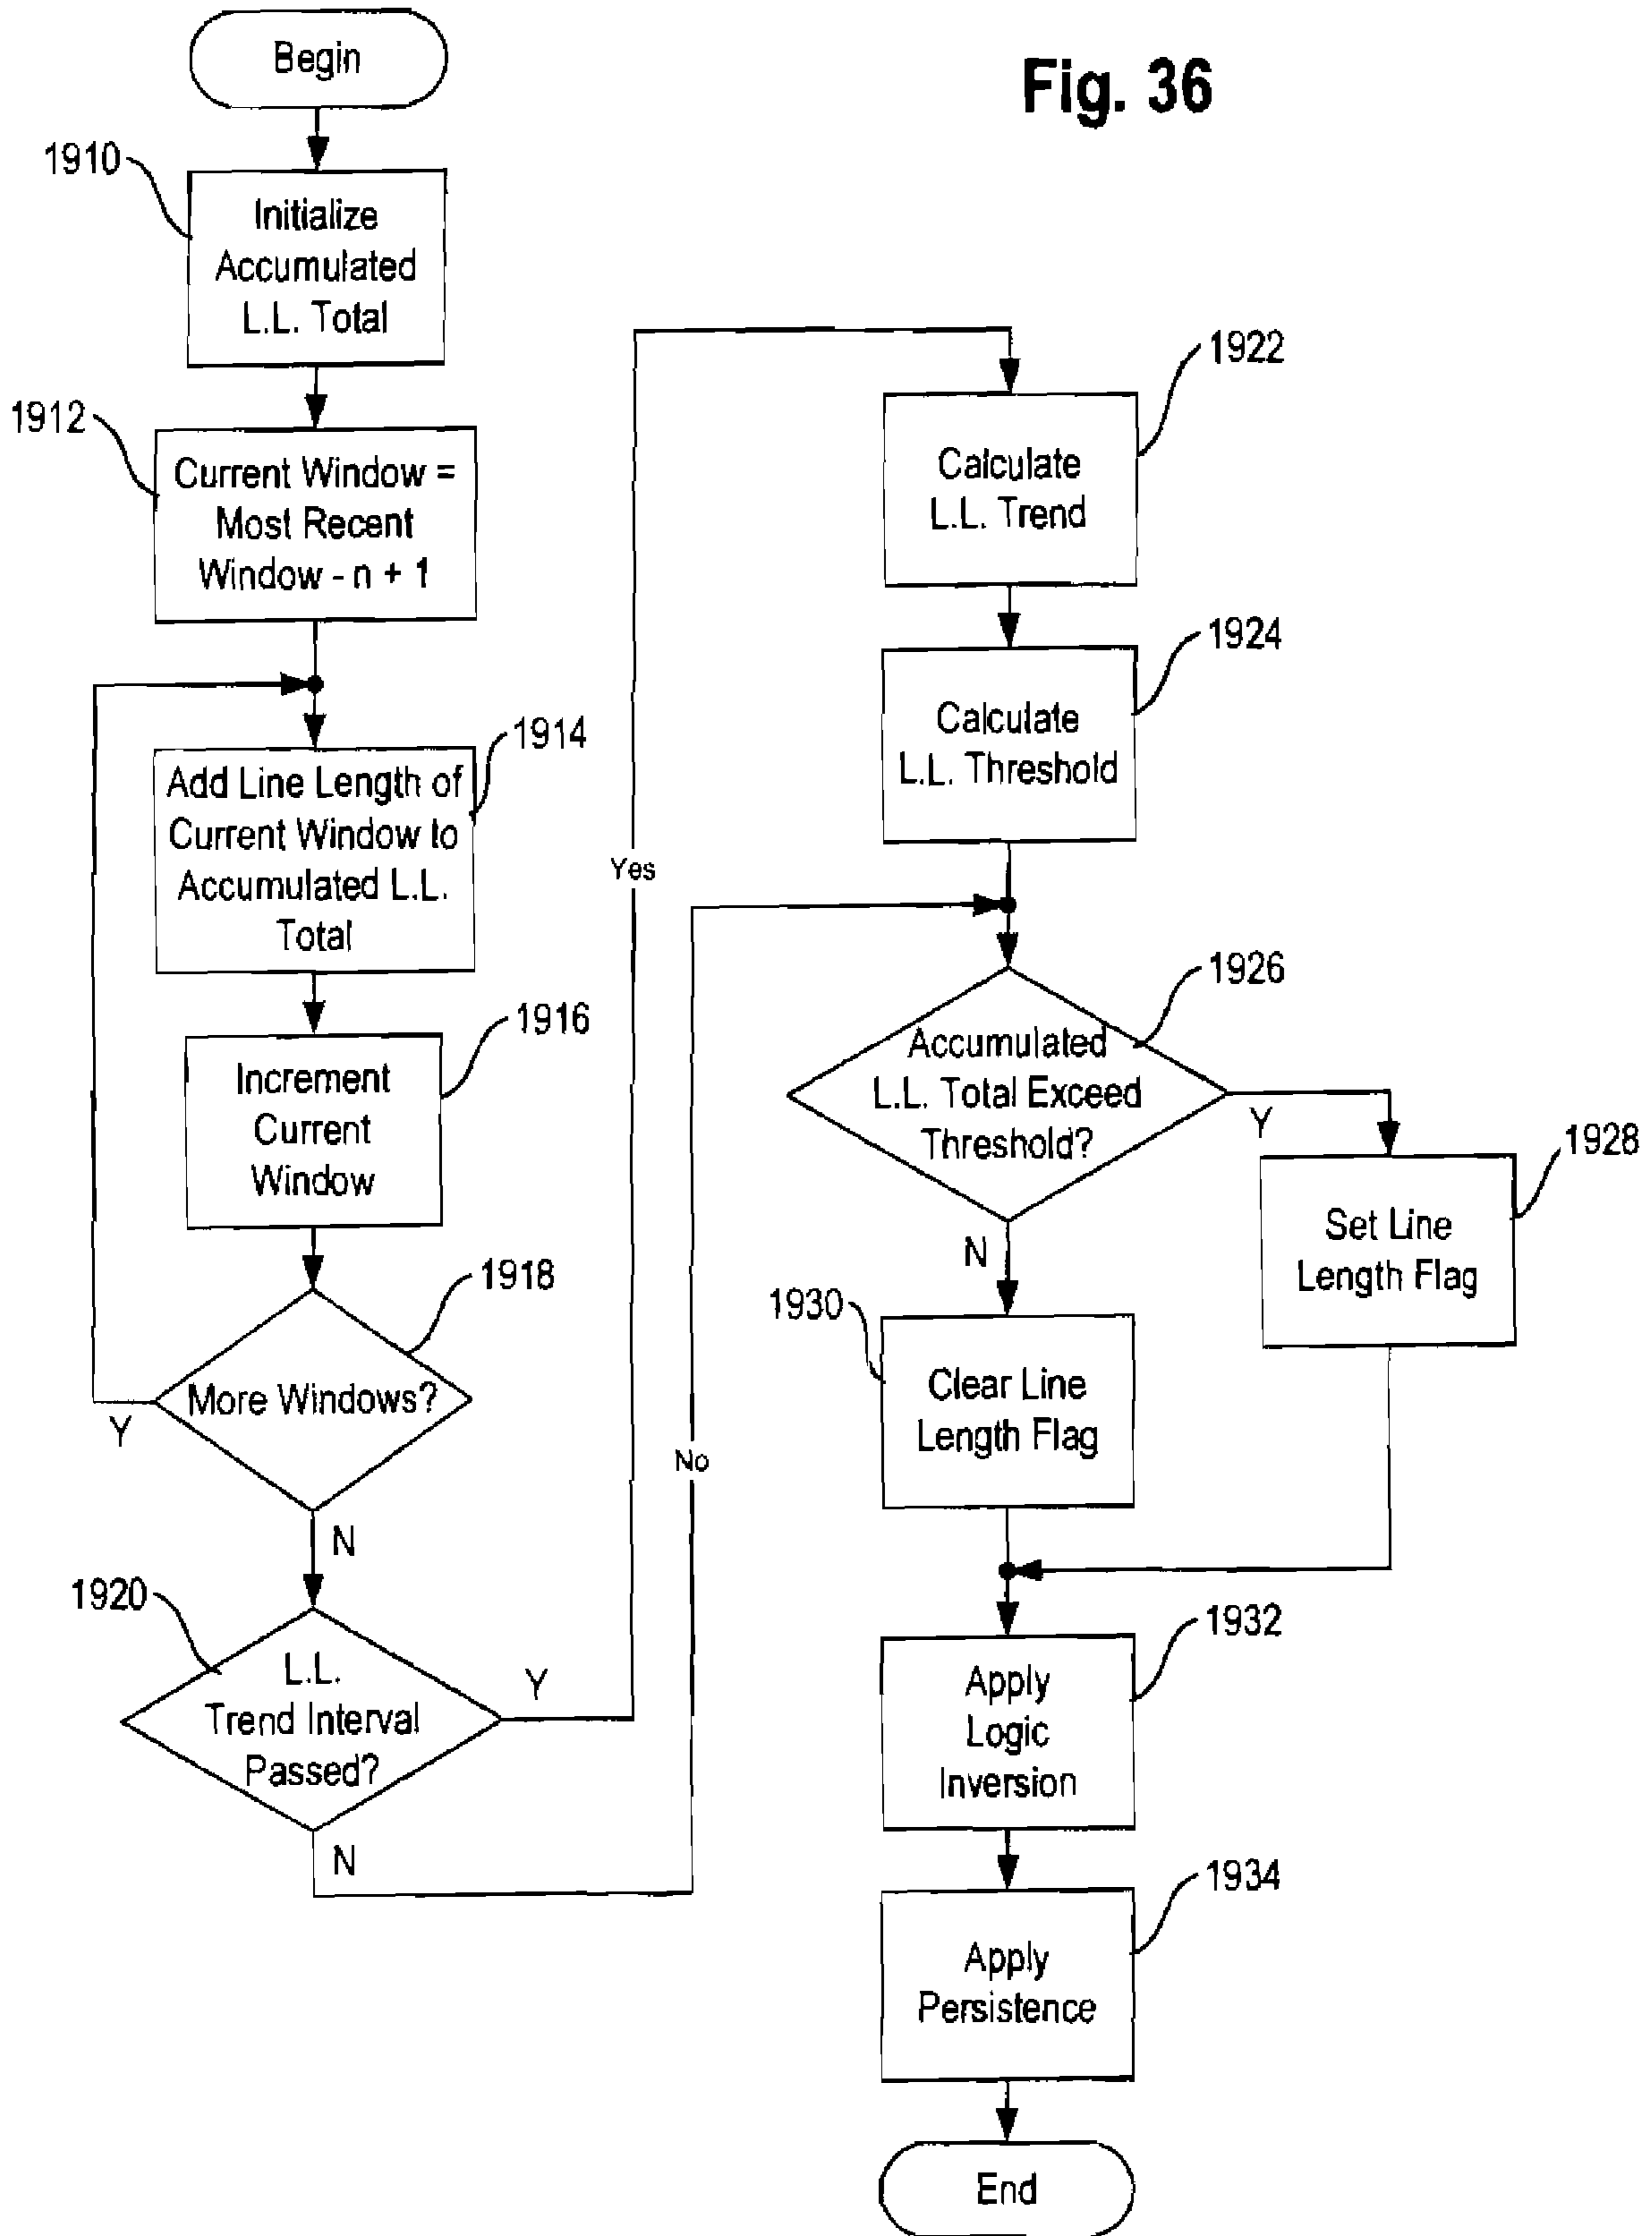 Begin
Fig. 36
1910
Initialize
Accumulated
L.L. Total
1912
Current Window =
Most Recent
Window - n + 1
1914
Add Line Length of
Current Window to
Accumulated L.L.
Total
1916
Increment
Current
Window
1918
More Windows?
Y
N
1920
L.L.
Trend Interval
Passed?
Y
N
Yes
No
1922
Calculate
L.L. Trend
1924
Calculate
L.L. Threshold
1926
Accumulated
L.L. Total Exceed
Threshold?
Y
N
1928
Set Line
Length Flag
1930
Clear Line
Length Flag
1932
Apply
Logic
Inversion
1934
Apply
Persistence
End